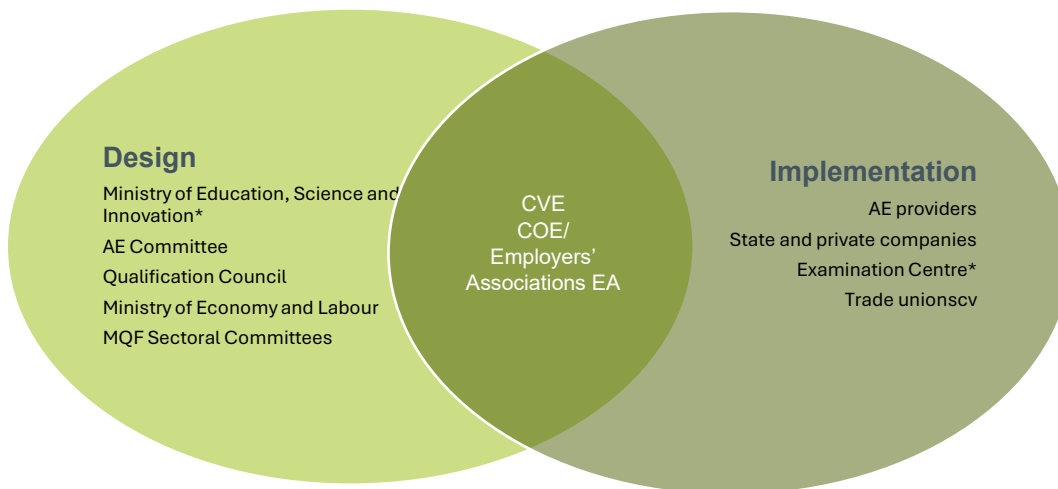 Design
Ministry of Education, Science and
Innovation*
AE Committee
Qualification Council
Ministry of Economy and Labour
MQF Sectoral Committees
CVE
COE/
Employers’
Associations EA
Implementation
AE providers
State and private companies
Examination Centre*
Trade unionscv